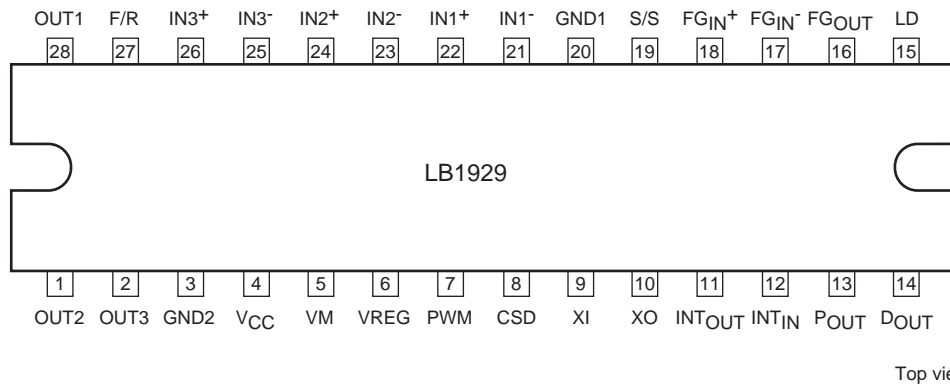 OUT1 F/R IN3+ IN3- IN2+ IN2- IN1+ IN1- GND1 S/S FGIN+ FGIN- FGOUT LD
28 27 26 25 24 23 22 21 20 19 18 17 16 15
LB1929
1 2 3 4 5 6 7 8 9 10 11 12 13 14
OUT2 OUT3 GND2 VCC VM VREG PWM CSD XI XO INTOUT INTIN POUT DOUT
Top